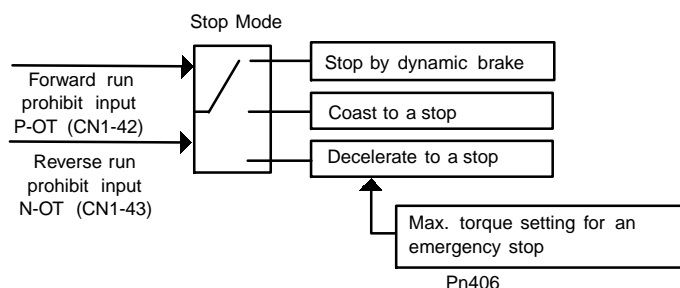 Stop Mode
Stop by dynamic brake
Forward run
prohibit input
P-OT (CN1-42)
Coast to a stop
Reverse run
prohibit input
N-OT (CN1-43)
Decelerate to a stop
Max. torque setting for an
emergency stop
Pn406